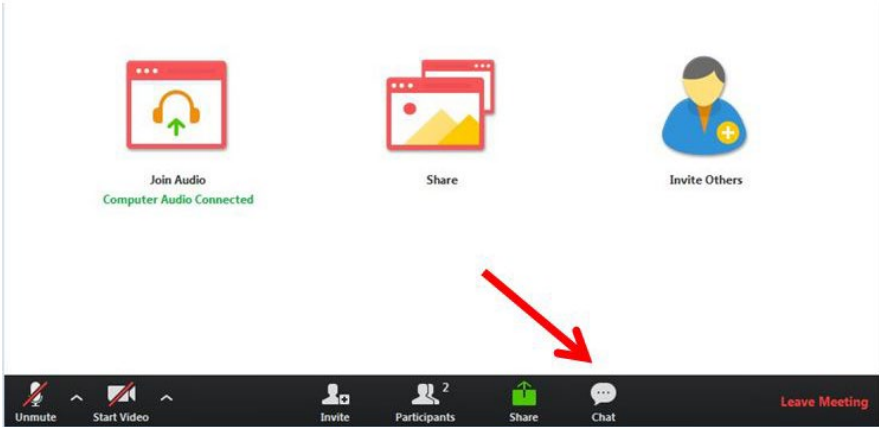 Join Audio
Computer Audio Connected
Share
Invite Others
Unmute
Start Video
Invite
Participants
2
Share
Chat
Leave Meeting